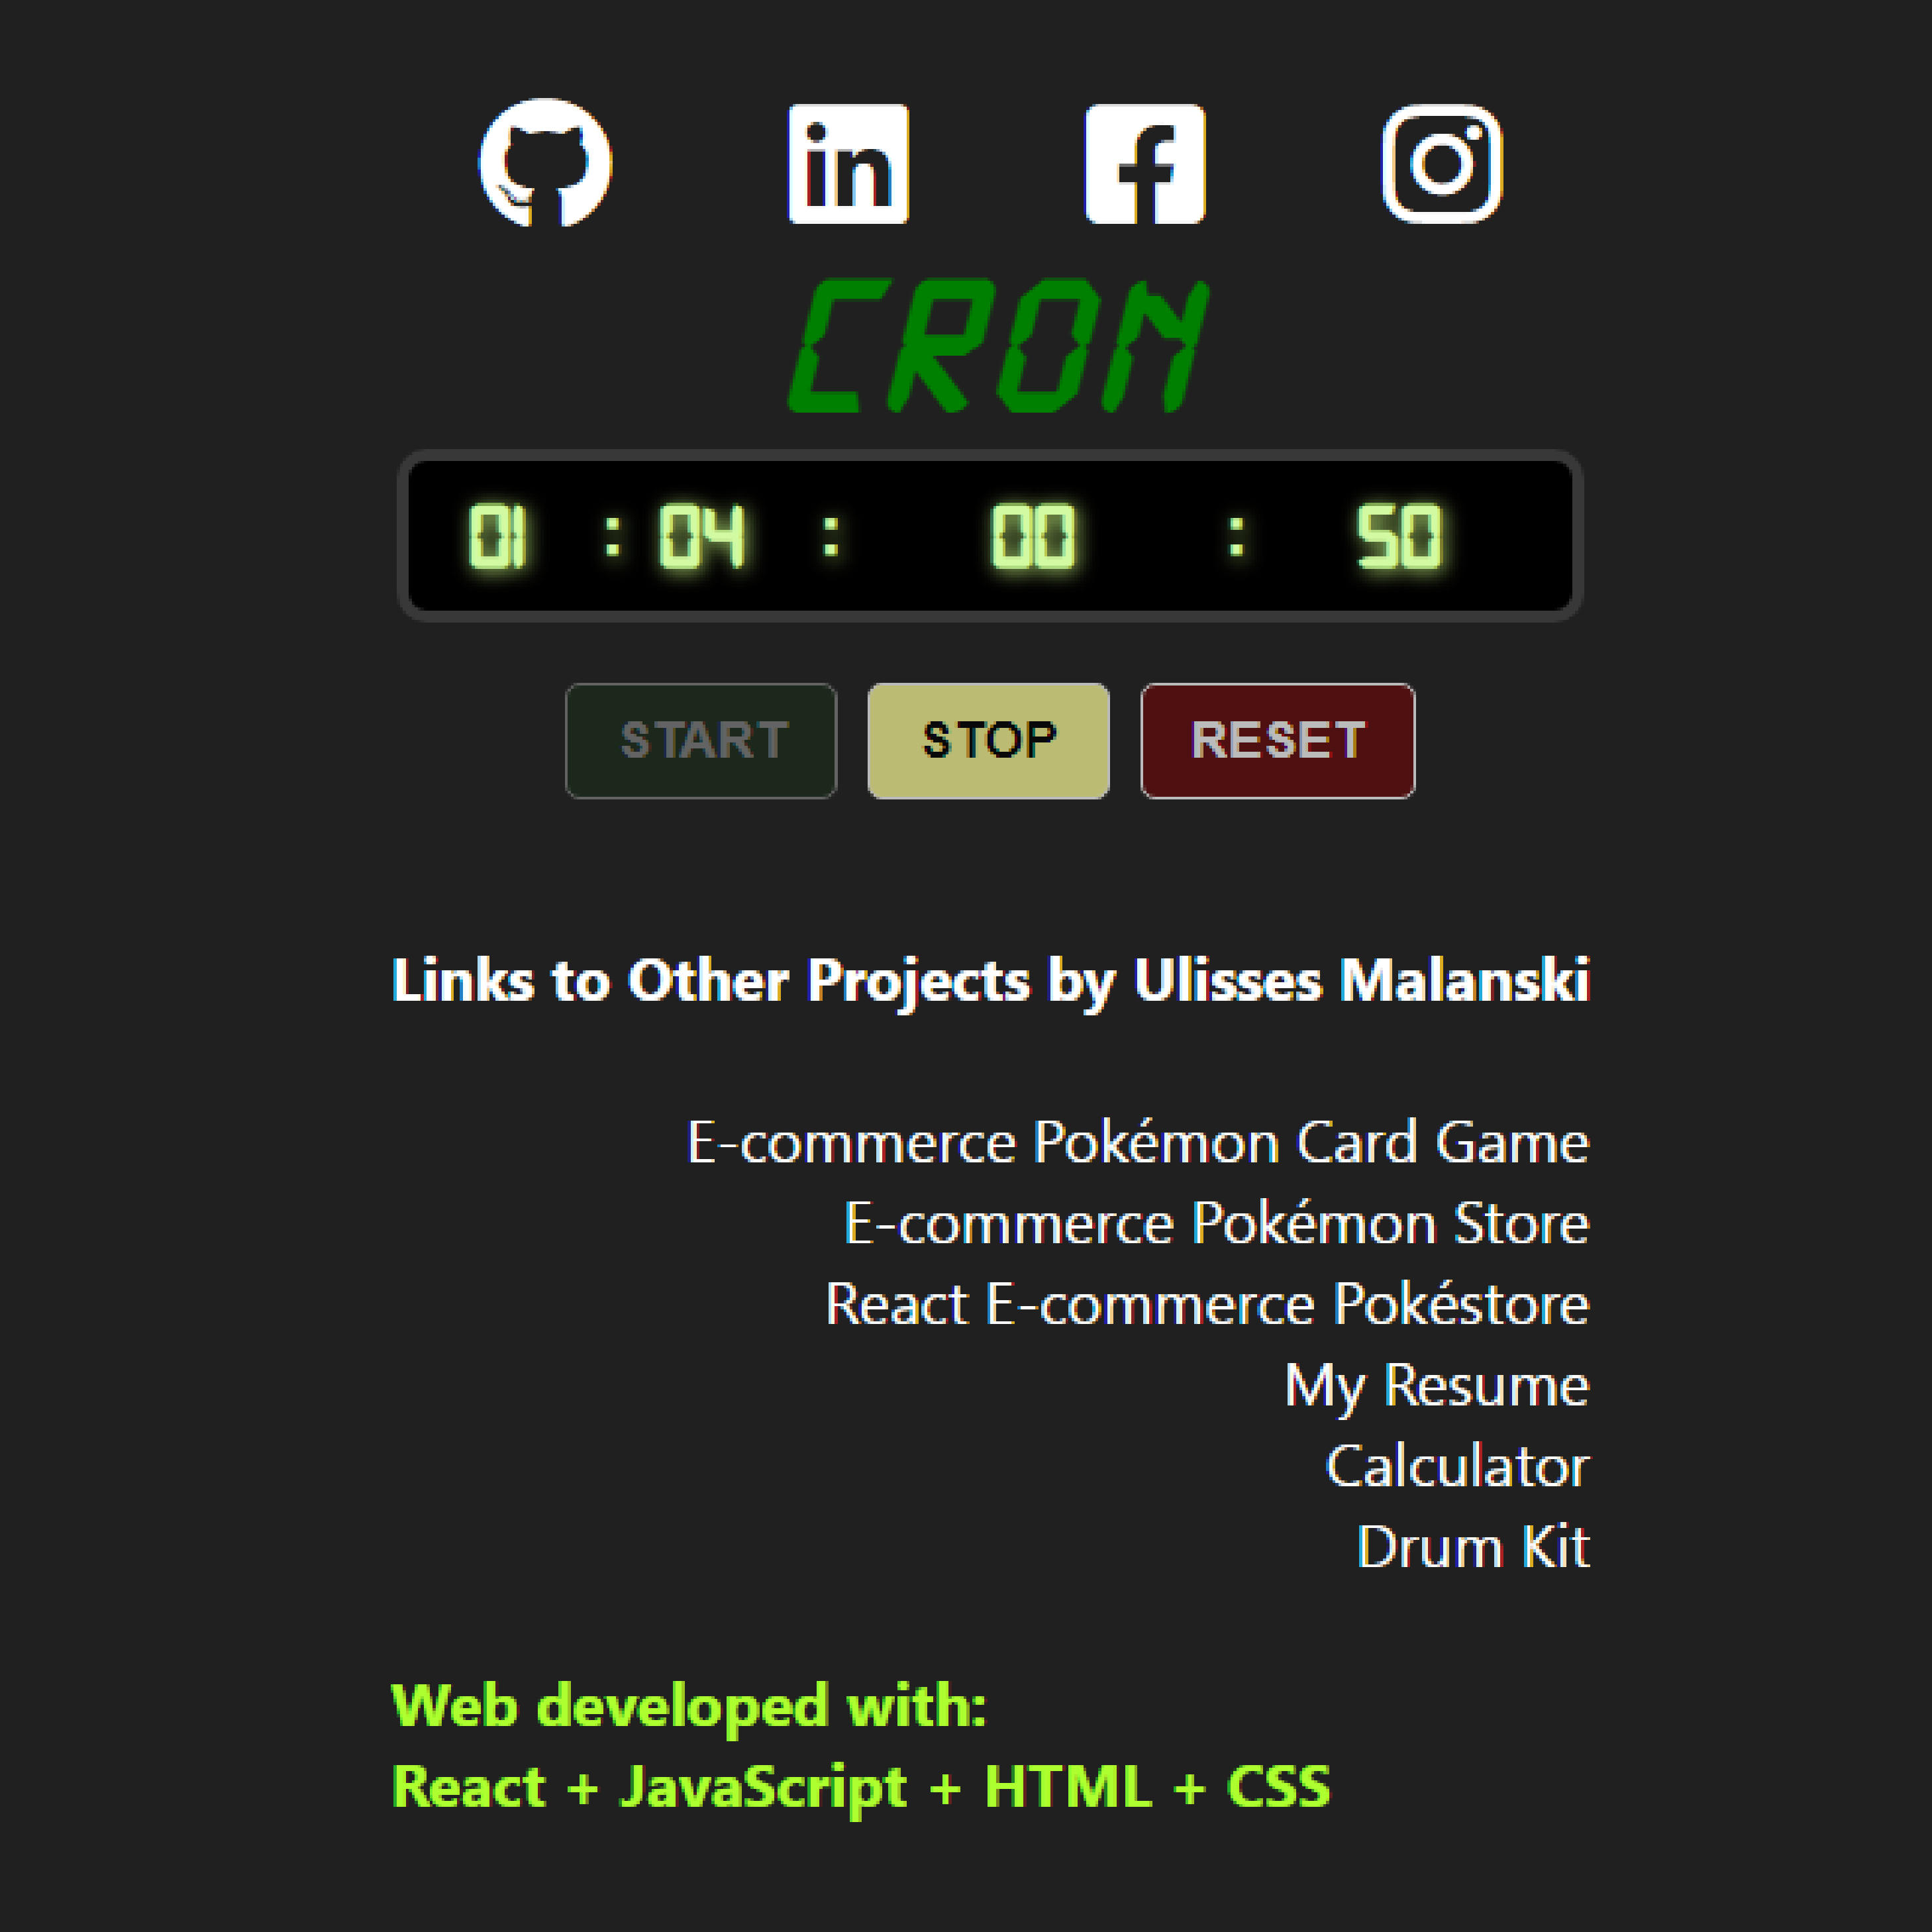 in
CRON
01 : 04 : 00 : 50
START STOP RESET
Links to Other Projects by Ulisses Malanski
E-commerce Pokémon Card Game
E-commerce Pokémon Store
React E-commerce Pokéstore
My Resume
Calculator
Drum Kit
Web developed with:
React + JavaScript + HTML + CSS